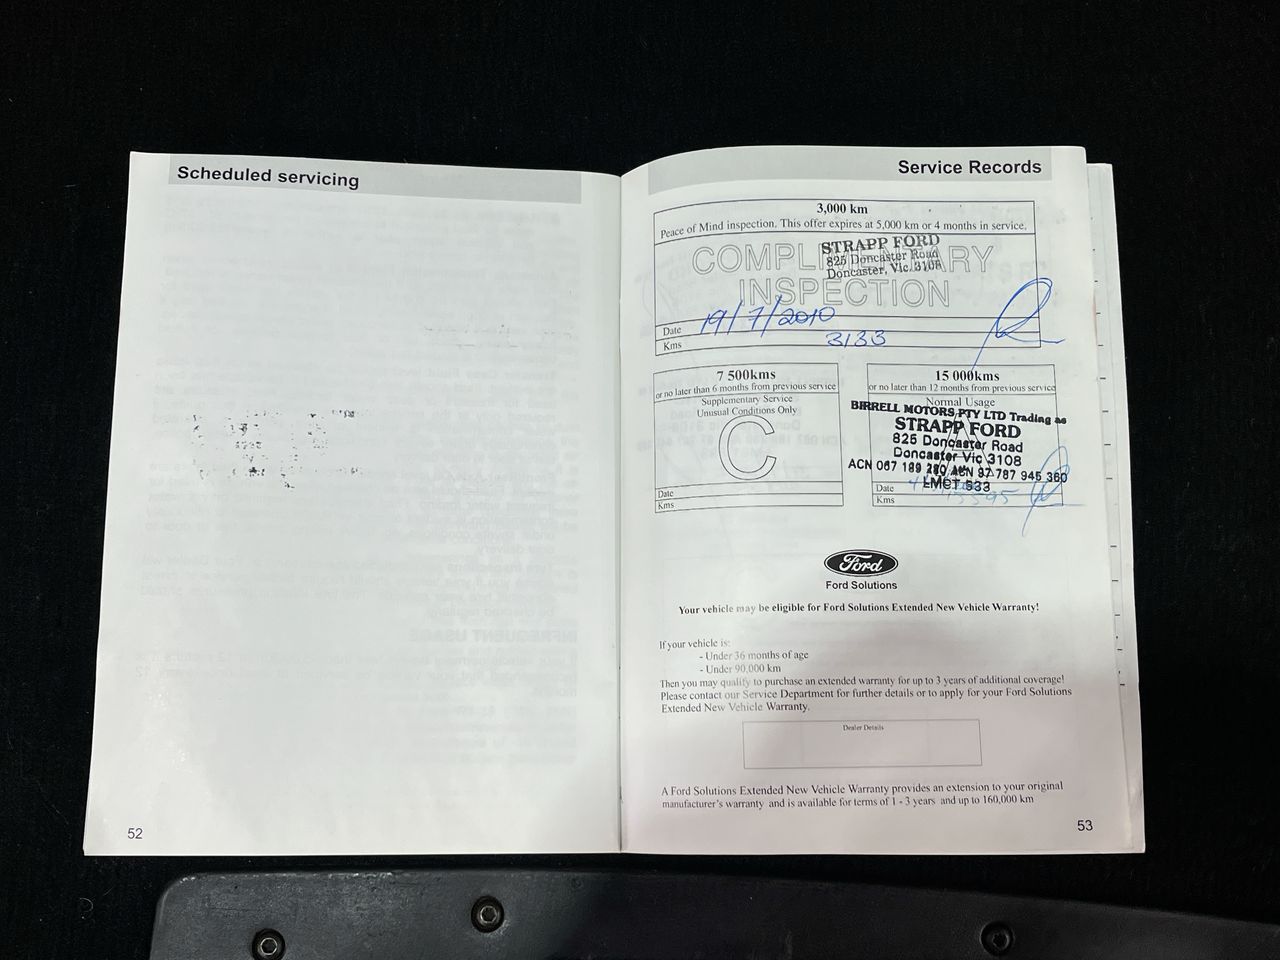 Scheduled servicing
52
Service Records
3,000 km
Peace of Mind inspection. This offer expires at 5,000 km or 4 months in service.
COMPLIMENTARY
INSPECTION
STRAPP FORD
825 Doncaster Road
Doncaster, Vic. 3108
Date 19/7/2010
Kms 3133
7 500kms
or no later than 6 months from previous service
Supplementary Service
Unusual Conditions Only
C
Date
Kms
15 000kms
or no later than 12 months from previous service
Normal Usage
BIRRELL MOTORS PTY LTD Trading as
STRAPP FORD
825 Doncaster Road
Doncaster Vic 3108
ACN 067 189 280 97 787 945 360
LMCT 533
Date
Kms
Ford
Ford Solutions
Your vehicle may be eligible for Ford Solutions Extended New Vehicle Warranty!
If your vehicle is:
- Under 36 months of age
- Under 90,000 km
Then you may qualify to purchase an extended warranty for up to 3 years of additional coverage!
Please contact our Service Department for further details or to apply for your Ford Solutions
Extended New Vehicle Warranty.
Dealer Details
A Ford Solutions Extended New Vehicle Warranty provides an extension to your original
manufacturer's warranty and is available for terms of 1 - 3 years and up to 160,000 km
53